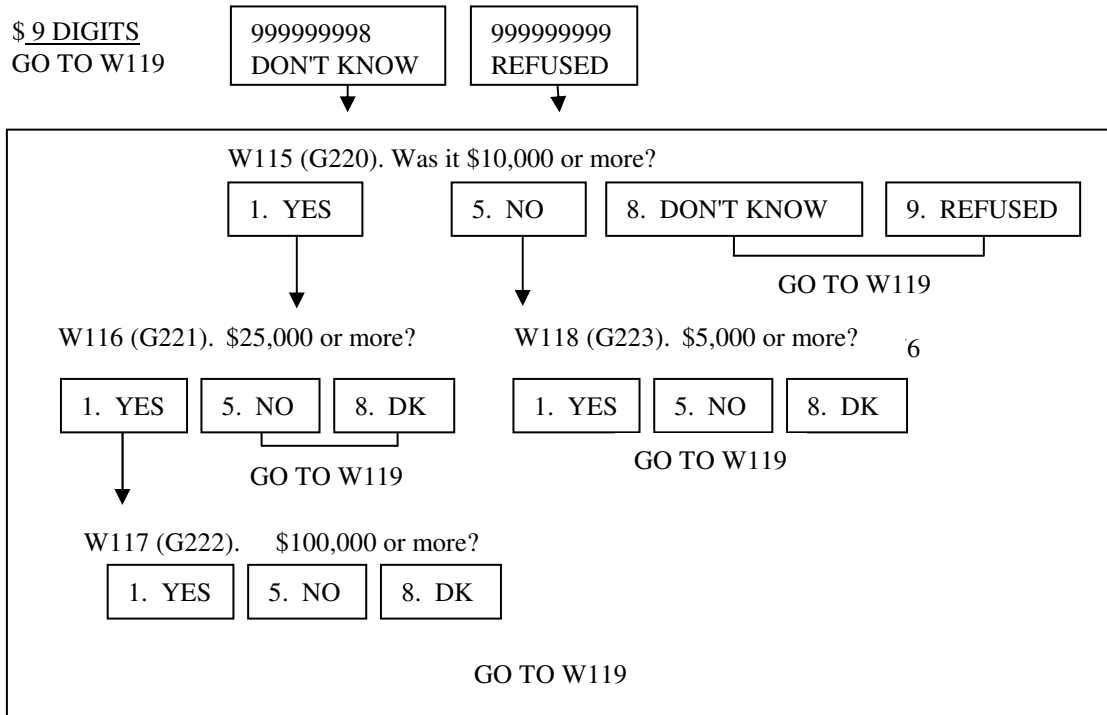 $ 9 DIGITS
GO TO W119
999999998
DON'T KNOW
999999999
REFUSED
W115 (G220). Was it $10,000 or more?
1. YES
5. NO
8. DON'T KNOW
9. REFUSED
GO TO W119
W116 (G221). $25,000 or more?
W118 (G223). $5,000 or more?
6
1. YES
5. NO
8. DK
1. YES
5. NO
8. DK
GO TO W119
GO TO W119
W117 (G222). $100,000 or more?
1. YES
5. NO
8. DK
GO TO W119